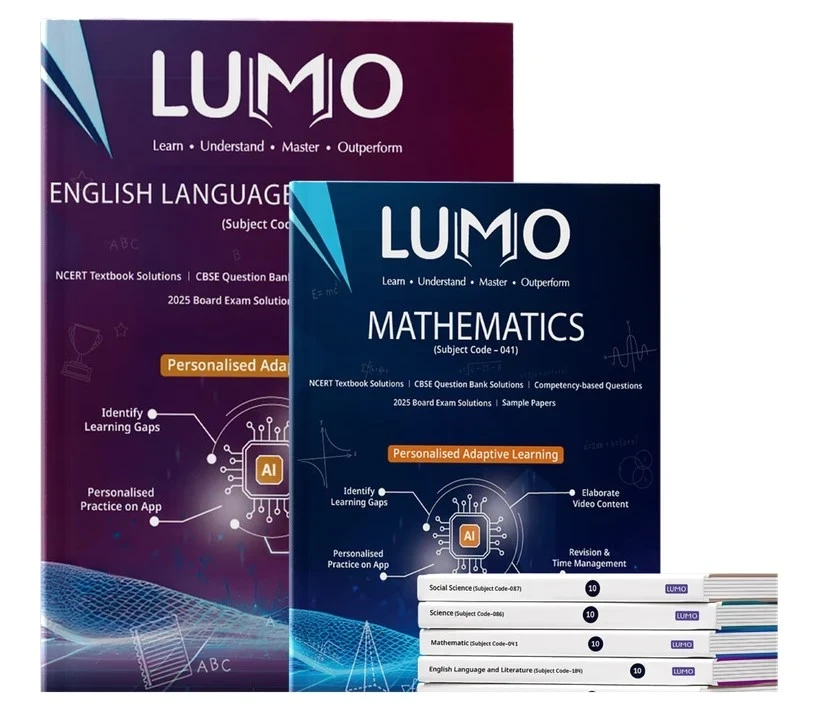 LUMO
Learn • Understand • Master • Outperform
ENGLISH LANGUAGE
(Subject Cod
NCERT Textbook Solutions | CBSE Question Bank
2025 Board Exam Solution
Personalised Adap
Identify
Learning Gaps
AI
Personalised
Practice on App
ABC
B
ABC
LUMO
Learn • Understand • Master • Outperform
MATHEMATICS
(Subject Code – 041)
NCERT Textbook Solutions | CBSE Question Bank Solutions | Competency-based Questions
2025 Board Exam Solutions | Sample Papers
Personalised Adaptive Learning
E= mc²
Identify
Learning Gaps
Elaborate
Video Content
AI
Personalised
Practice on App
Revision &
Time Management
Social Science (Subject Code-087) 10 LUMO
Science (Subject Code-086) 10 LUMO
Mathematic (Subject Code-041 10 LUMO
English Language and Literature (Subject Code-184) 10 LUMO